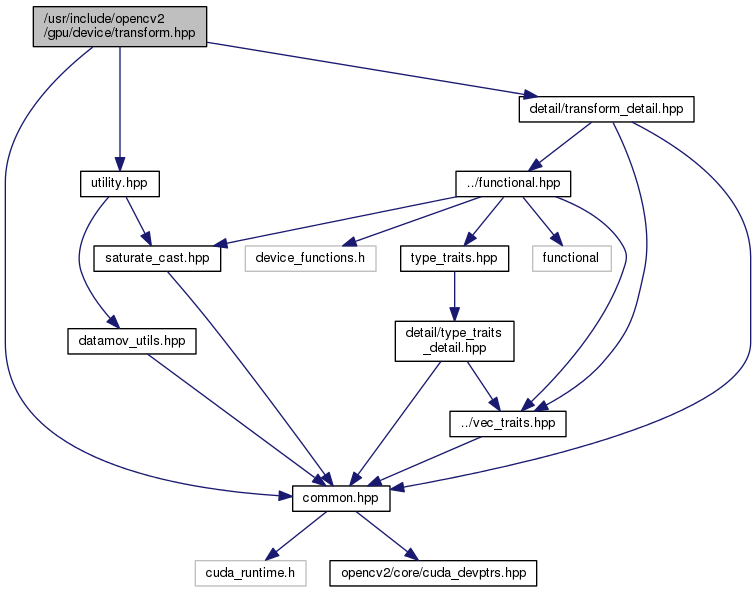 /usr/include/opencv2
/gpu/device/transform.hpp
detail/transform_detail.hpp
utility.hpp
../functional.hpp
saturate_cast.hpp
device_functions.h
type_traits.hpp
functional
datamov_utils.hpp
detail/type_traits
_detail.hpp
../vec_traits.hpp
common.hpp
cuda_runtime.h
opencv2/core/cuda_devptrs.hpp